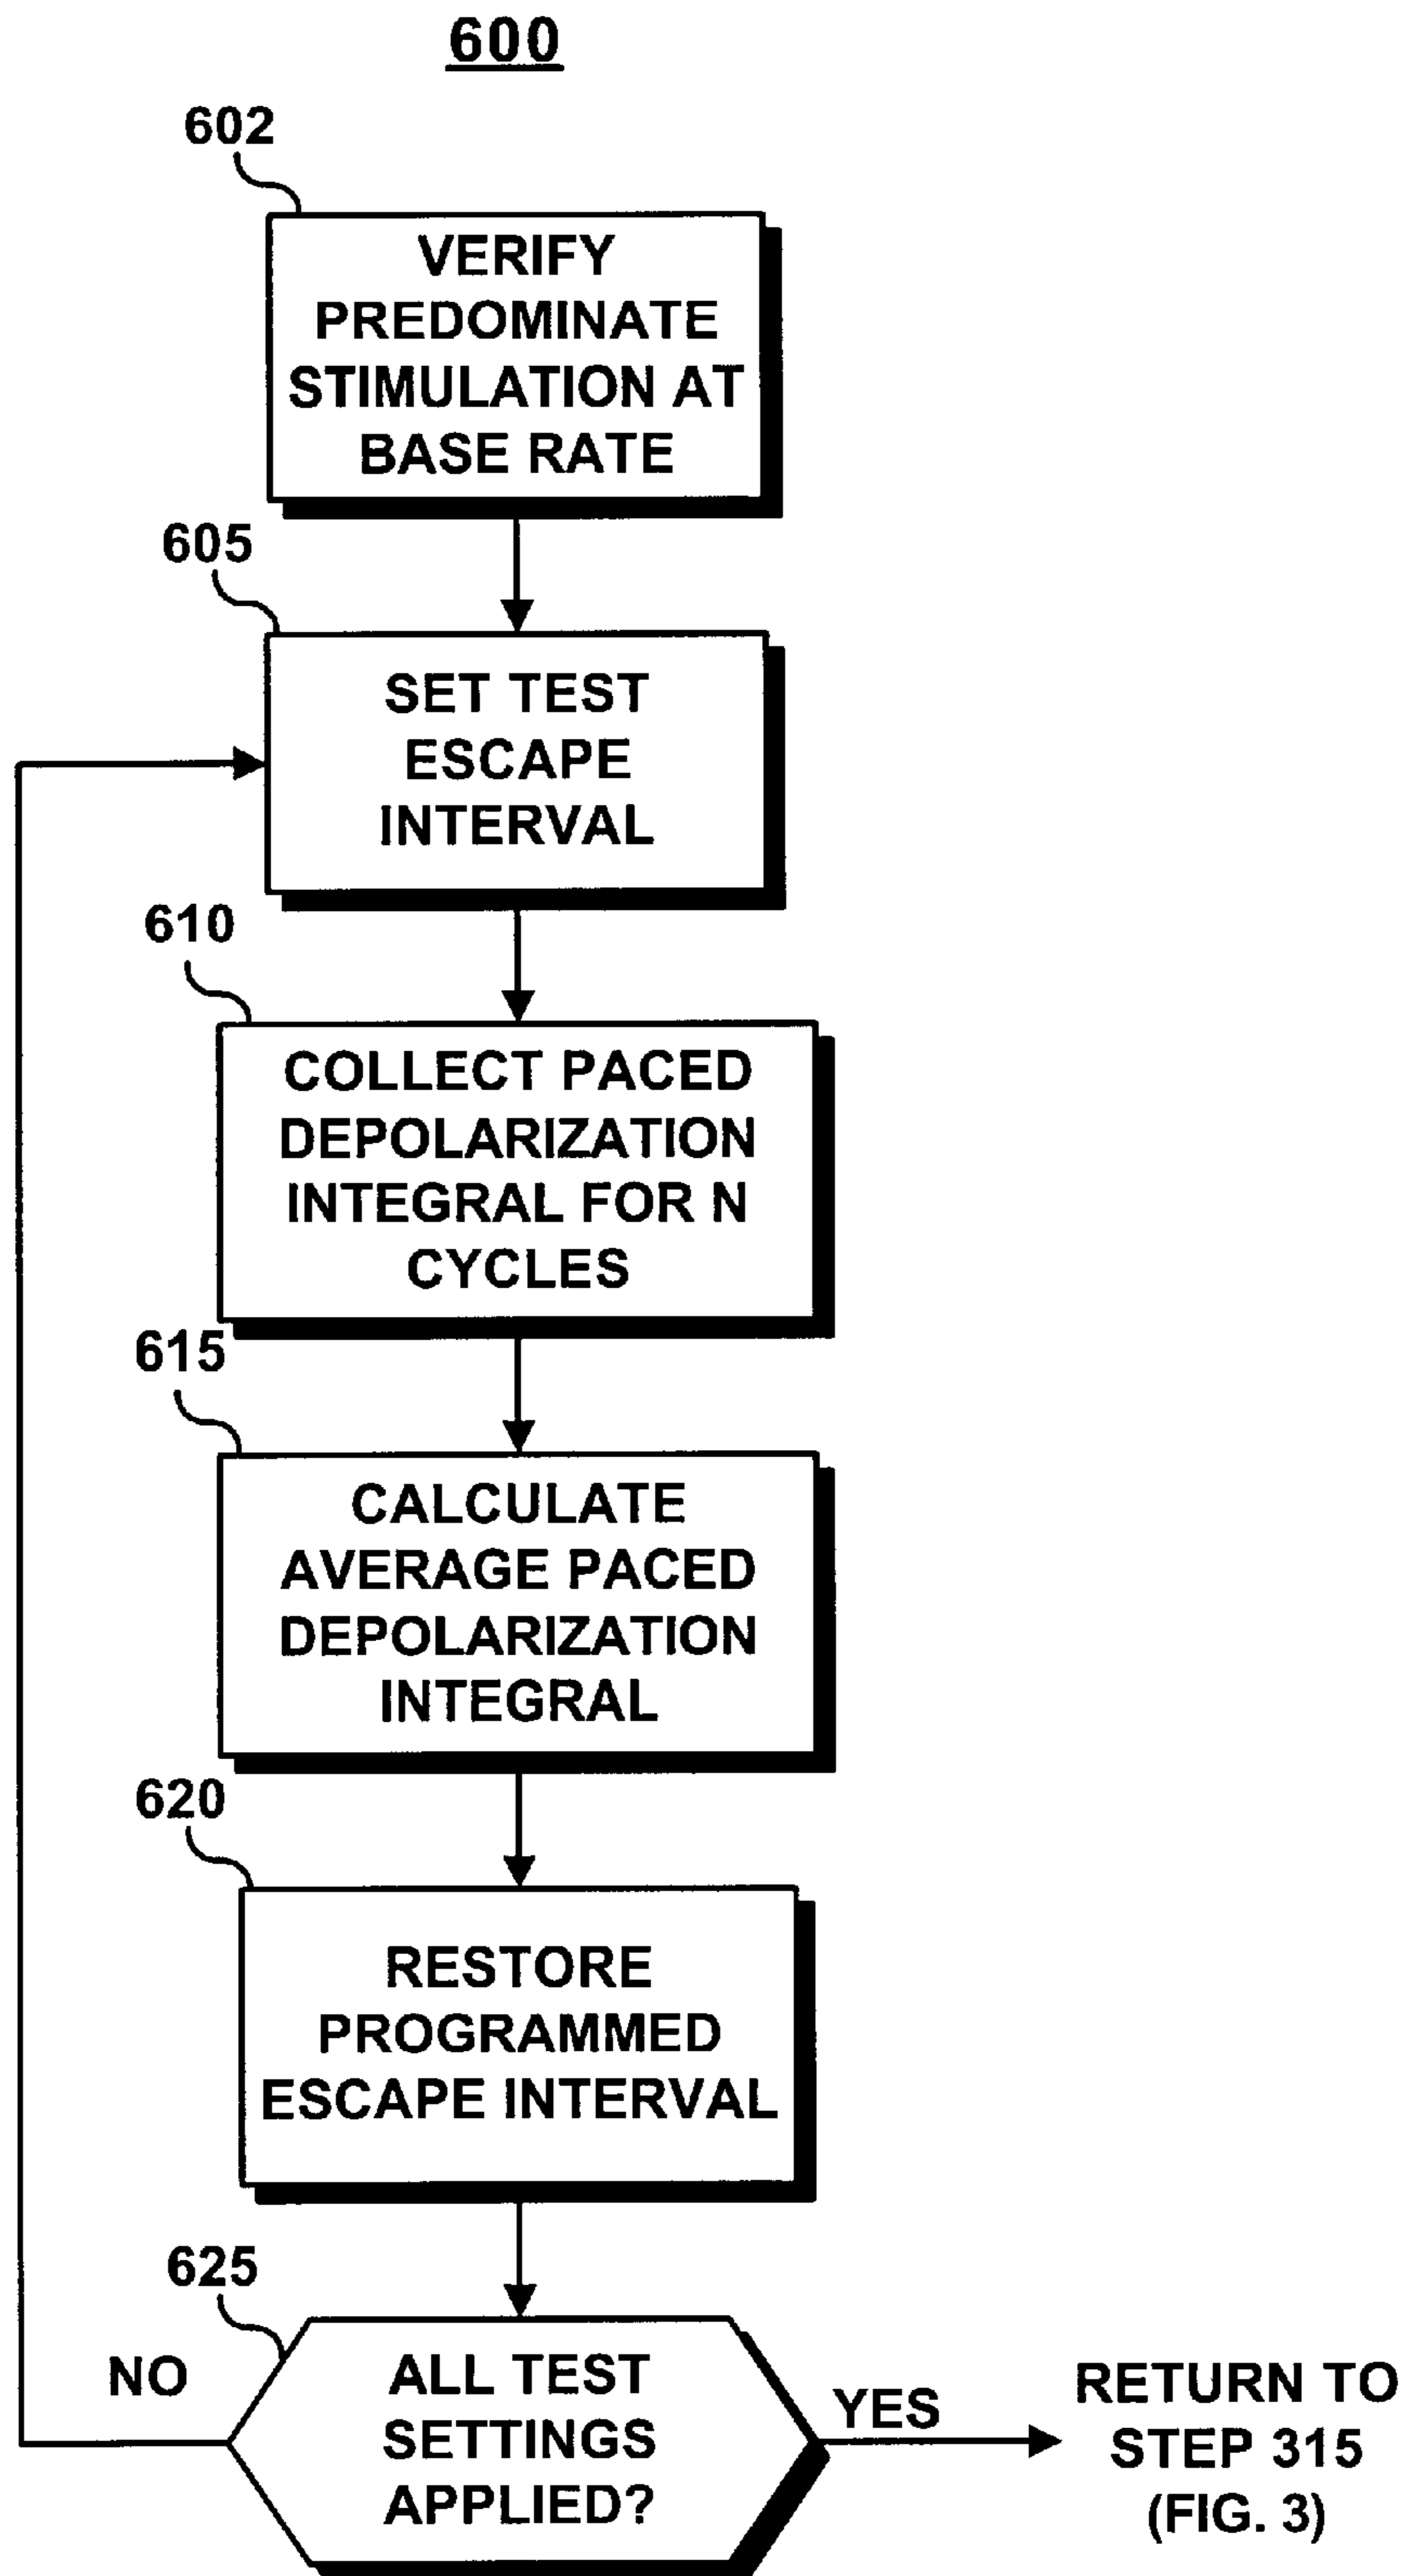 600
602
VERIFY
PREDOMINATE
STIMULATION AT
BASE RATE
605
SET TEST
ESCAPE
INTERVAL
610
COLLECT PACED
DEPOLARIZATION
INTEGRAL FOR N
CYCLES
615
CALCULATE
AVERAGE PACED
DEPOLARIZATION
INTEGRAL
620
RESTORE
PROGRAMMED
ESCAPE INTERVAL
625
NO
ALL TEST
SETTINGS
APPLIED?
YES
RETURN TO
STEP 315
(FIG. 3)